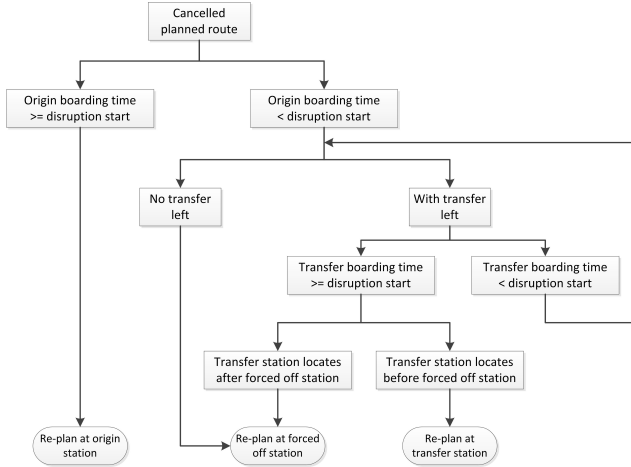 Cancelled
planned route
Origin boarding time
>= disruption start
Origin boarding time
< disruption start
No transfer
left
With transfer
left
Transfer boarding time
>= disruption start
Transfer boarding time
< disruption start
Transfer station locates
after forced off station
Transfer station locates
before forced off station
Re-plan at origin
station
Re-plan at forced
off station
Re-plan at
transfer station